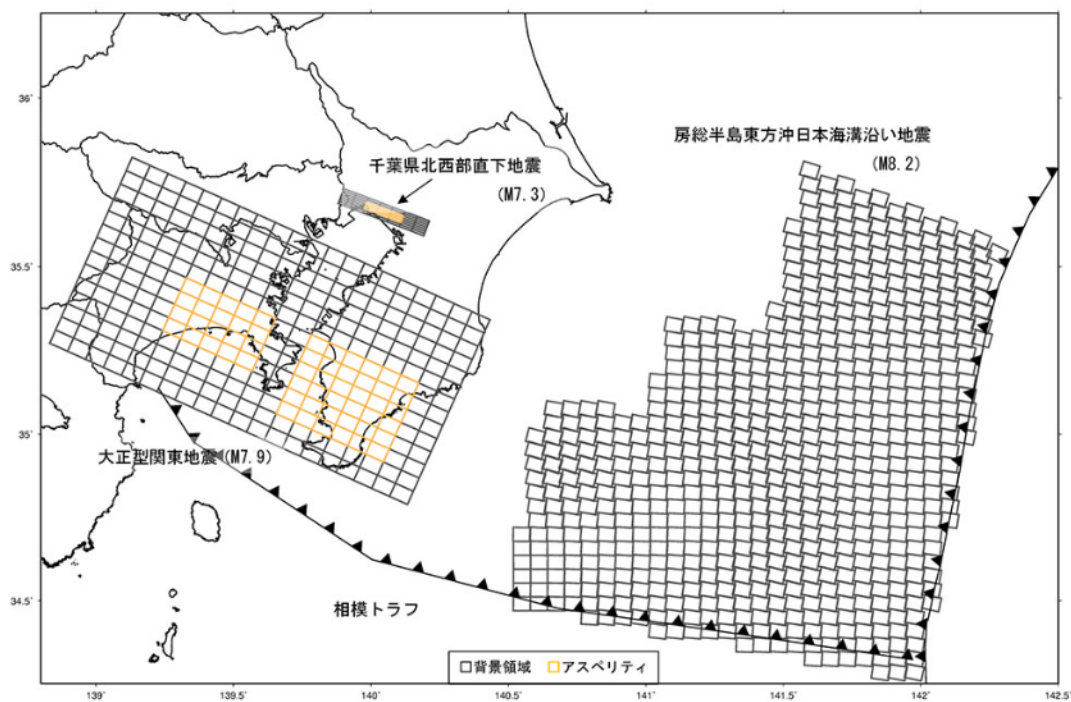 36°
35.5°
35°
34.5°
房総半島東方沖日本海溝沿い地震
(M8.2)
千葉県北西部直下地震
(M7.3)
大正型関東地震(M7.9)
相模トラフ
背景領域 アスペリティ
139°
139.5°
140°
140.5°
141°
141.5°
142°
142.5°